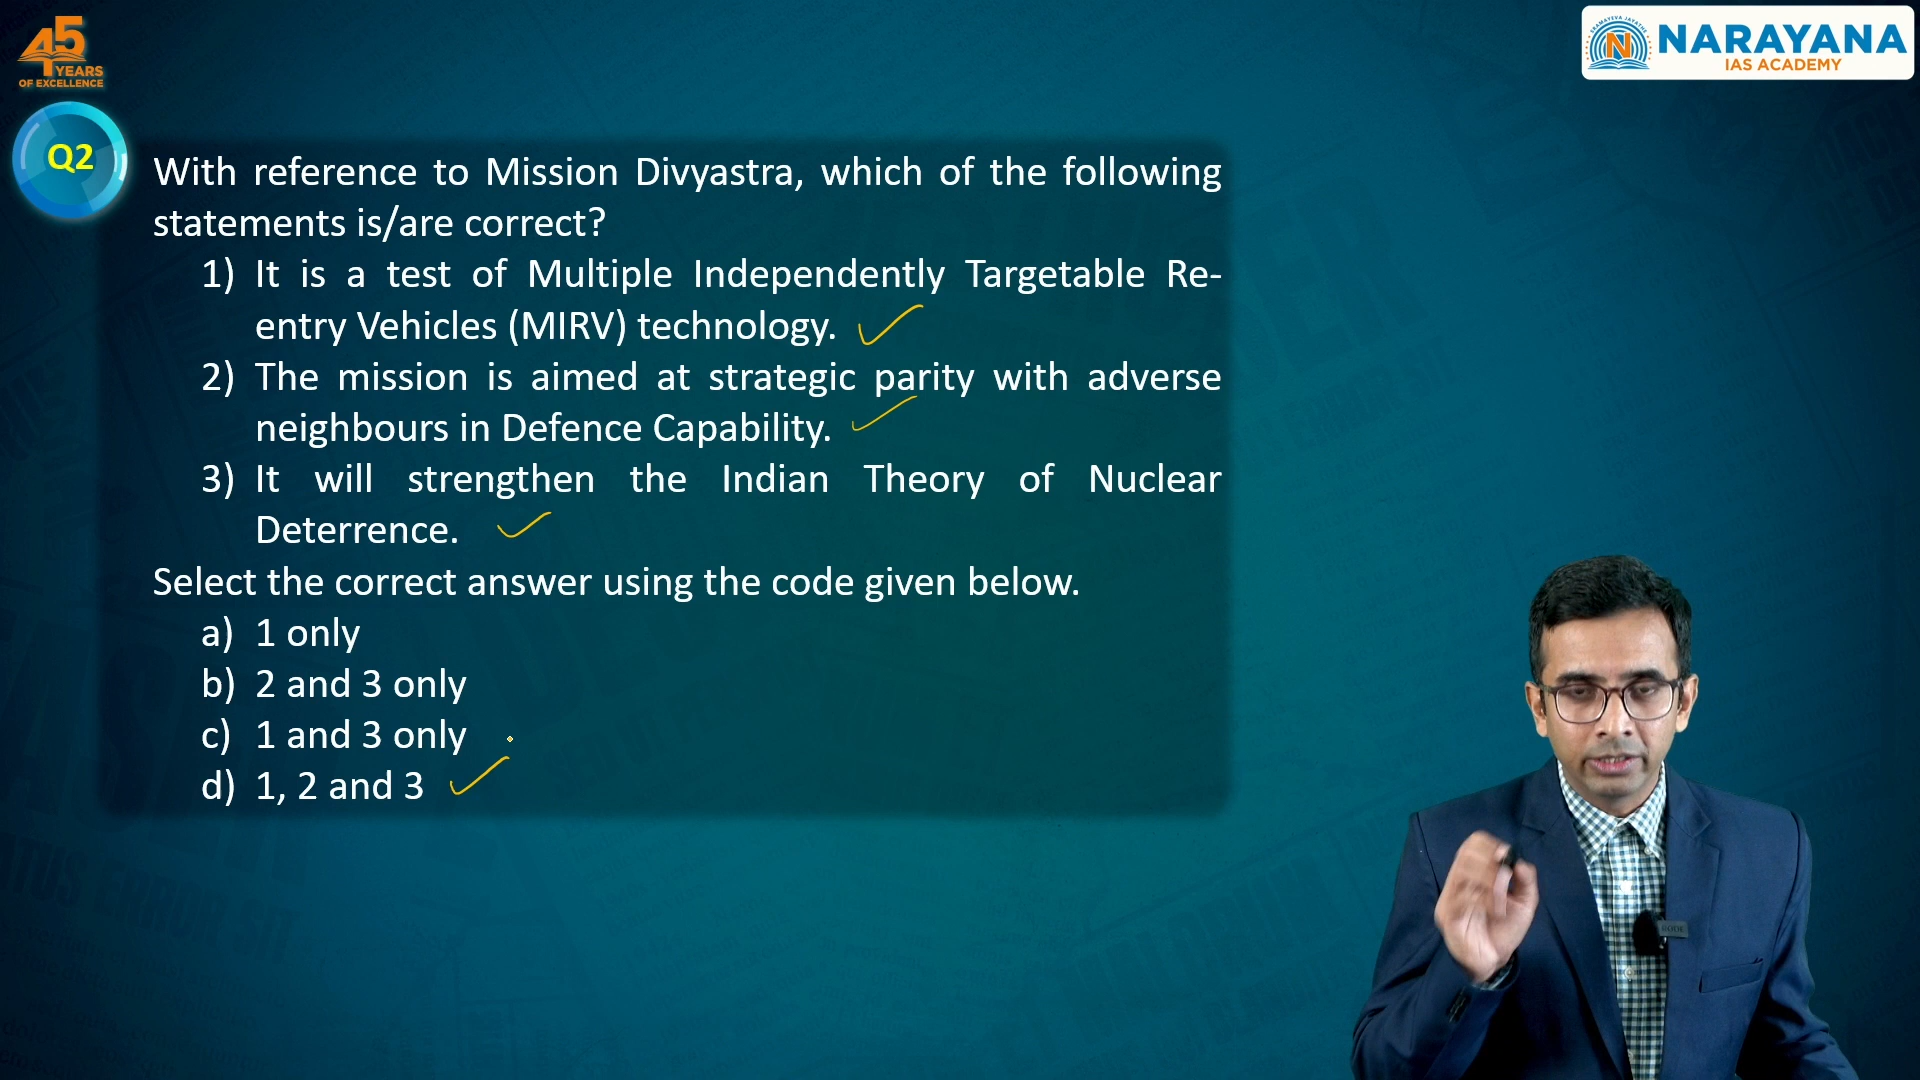 45
YEARS
OF EXCELLENCE
NARAYANA
IAS ACADEMY
Q2
With reference to Mission Divyastra, which of the following
statements is/are correct?
1) It is a test of Multiple Independently Targetable Re-
entry Vehicles (MIRV) technology.
2) The mission is aimed at strategic parity with adverse
neighbours in Defence Capability.
3) It will strengthen the Indian Theory of Nuclear
Deterrence.
Select the correct answer using the code given below.
a) 1 only
b) 2 and 3 only
c) 1 and 3 only
d) 1, 2 and 3
RODE